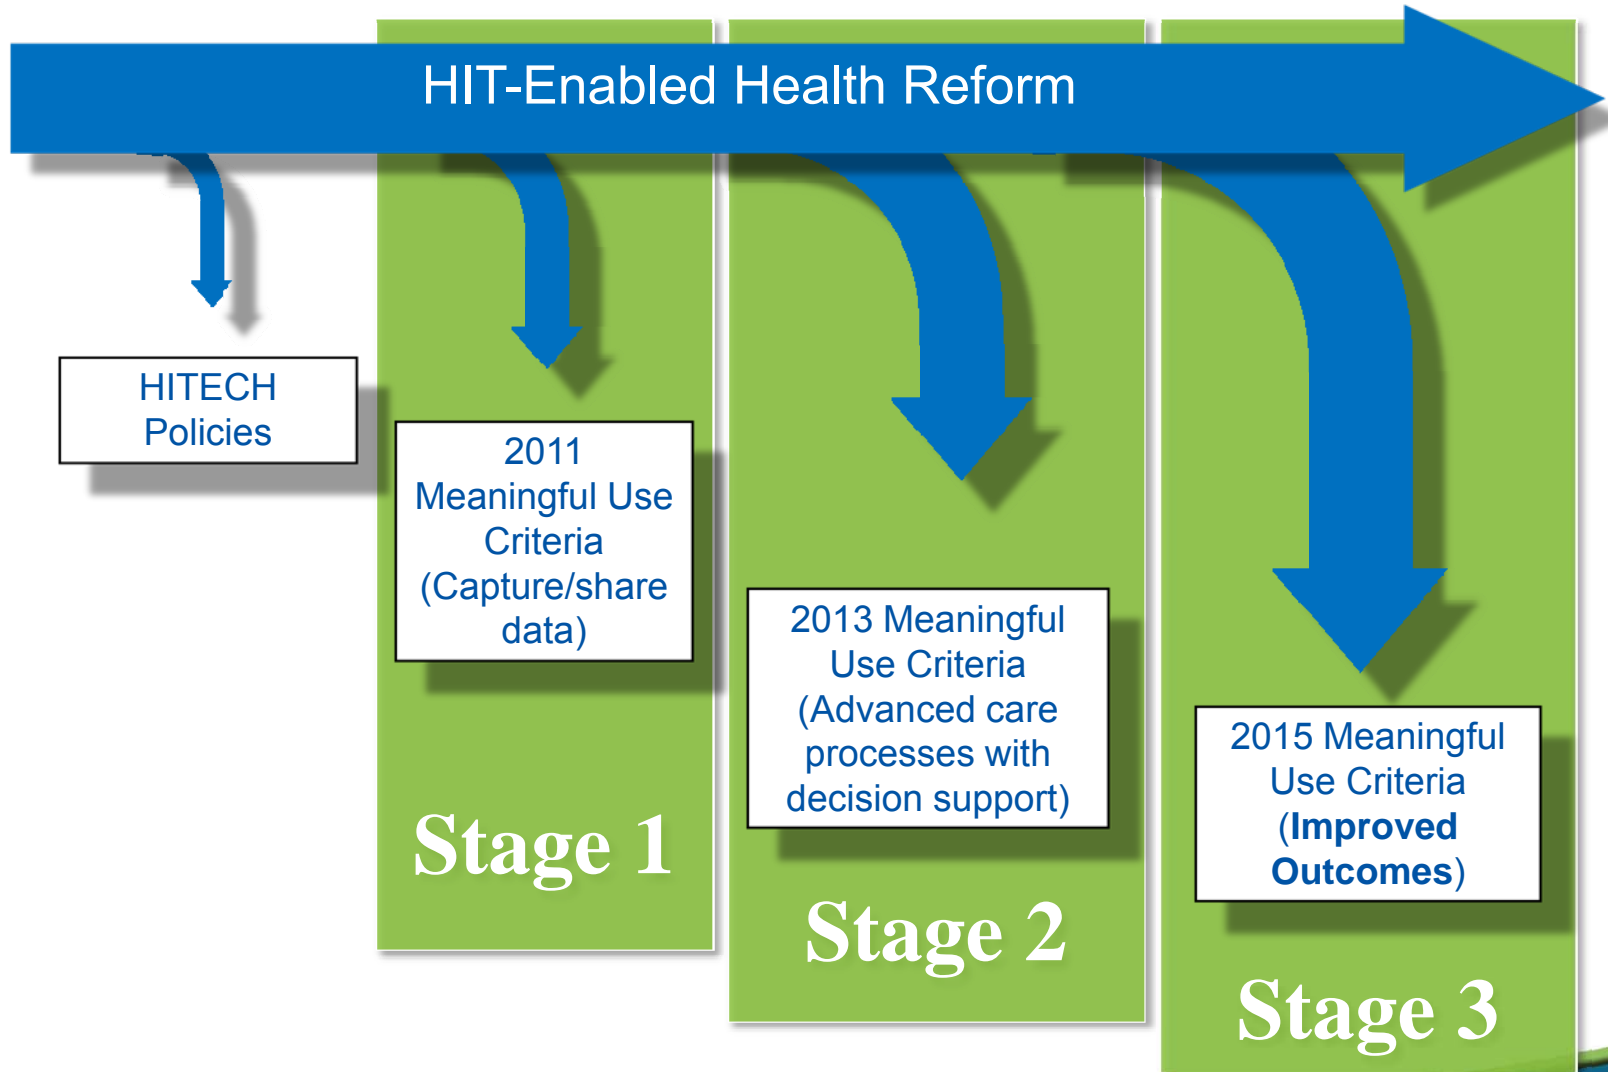 HIT-Enabled Health Reform
HITECH
Policies
2011
Meaningful Use
Criteria
(Capture/share
data)
Stage 1
2013 Meaningful
Use Criteria
(Advanced care
processes with
decision support)
Stage 2
2015 Meaningful
Use Criteria
(Improved
Outcomes)
Stage 3